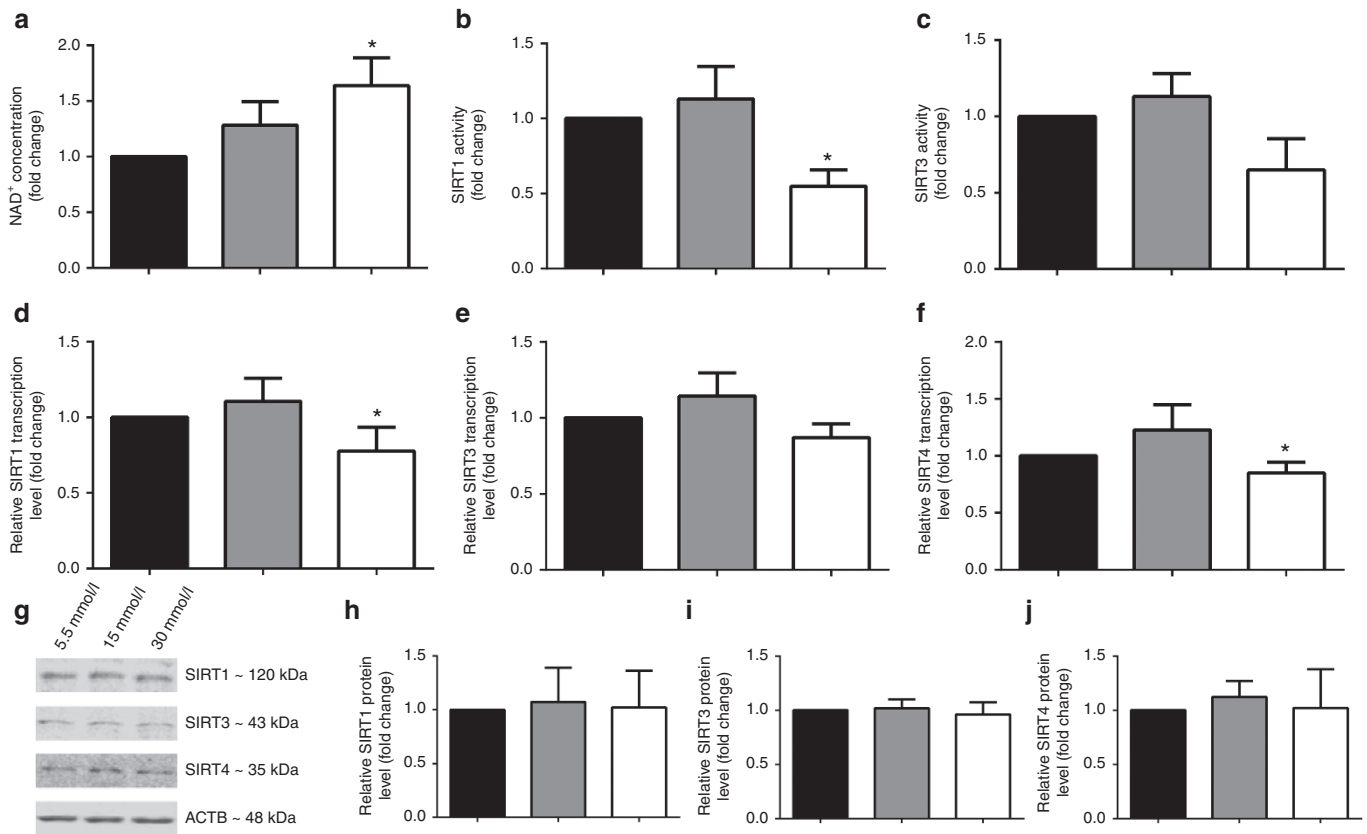 a
NAD+ concentration
(fold change)
2.0
1.5
1.0
0.5
0.0
*
b
SIRT1 activity
(fold change)
1.5
1.0
0.5
0.0
*
c
SIRT3 activity
(fold change)
1.5
1.0
0.5
0.0
d
Relative SIRT1 transcription
level (fold change)
1.5
1.0
0.5
0.0
*
e
Relative SIRT3 transcription
level (fold change)
1.5
1.0
0.5
0.0
f
Relative SIRT4 transcription
level (fold change)
2.0
1.5
1.0
0.5
0.0
*
g
5.5 mmol/l
15 mmol/l
30 mmol/l
SIRT1 ~ 120 kDa
SIRT3 ~ 43 kDa
SIRT4 ~ 35 kDa
ACTB ~ 48 kDa
h
Relative SIRT1 protein
level (fold change)
1.5
1.0
0.5
0.0
i
Relative SIRT3 protein
level (fold change)
1.5
1.0
0.5
0.0
j
Relative SIRT4 protein
level (fold change)
1.5
1.0
0.5
0.0